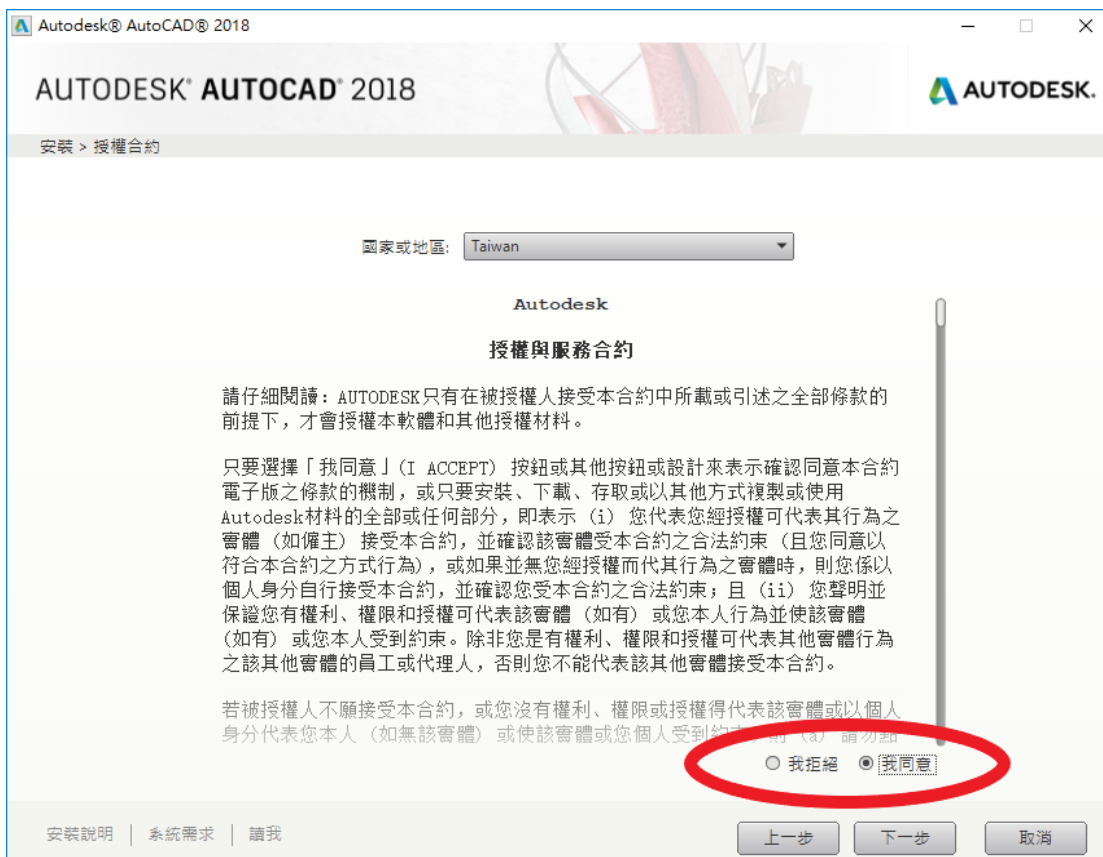 Autodesk® AutoCAD® 2018
AUTODESK® AUTOCAD® 2018
AUTODESK.
安裝 > 授權合約
國家或地區: Taiwan
Autodesk
授權與服務合約
請仔細閱讀：AUTODESK只有在被授權人接受本合約中所載或引述之全部條款的
前提下，才會授權本軟體和其他授權材料。
只要選擇「我同意」(I ACCEPT) 按鈕或其他按鈕或設計來表示確認同意本合約
電子版之條款的機制，或只要安裝、下載、存取或以其他方式複製或使用
Autodesk材料的全部或任何部分，即表示 (i) 您代表您經授權可代表其行為之
實體 (如僱主) 接受本合約，並確認該實體受本合約之合法約束 (且您同意以
符合本合約之方式行為)，或如果並無您經授權而代其行為之實體時，則您係以
個人身分自行接受本合約，並確認您受本合約之合法約束；且 (ii) 您聲明並
保證您有權利、權限和授權可代表該實體 (如有) 或您本人行為並使該實體
(如有) 或您本人受到約束。除非您是有權利、權限和授權可代表其他實體行為
之該其他實體的員工或代理人，否則您不能代表該其他實體接受本合約。
若被授權人不願接受本合約，或您沒有權利、權限或授權得代表該實體或以個人
身分代表您本人 (如無該實體) 或使該實體或您個人受到約束，則 (a) 請勿點
我拒絕 我同意
安裝說明 | 系統需求 | 讀我
上一步 下一步 取消